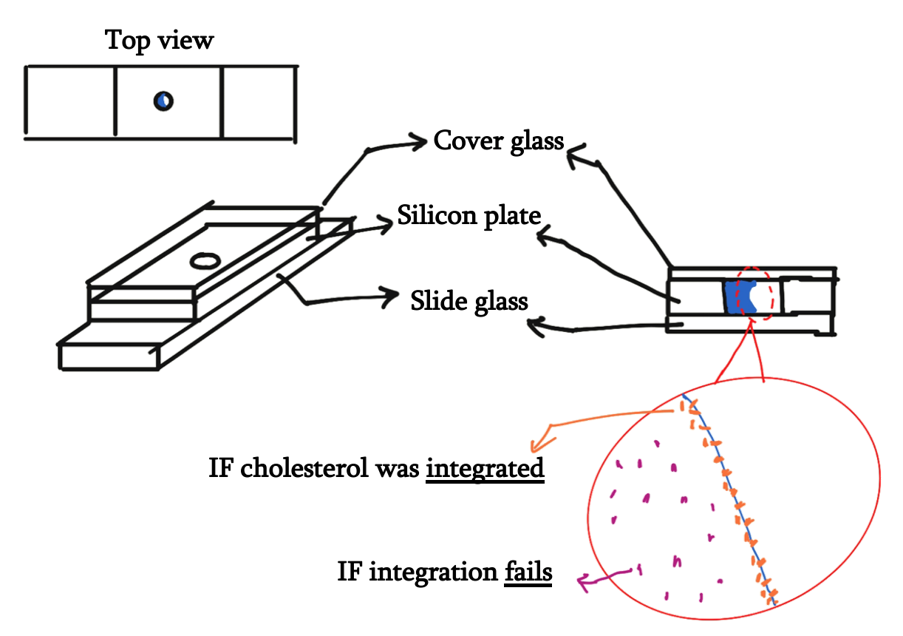 Top view
Cover glass
Silicon plate
Slide glass
IF cholesterol was integrated
IF integration fails